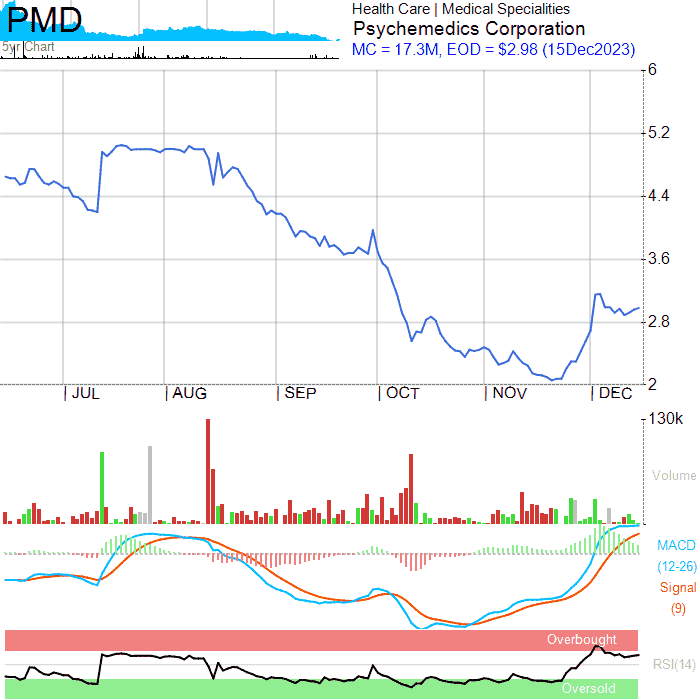 PMD
5yr Chart
Health Care | Medical Specialities
Psychemedics Corporation
MC = 17.3M, EOD = $2.98 (15Dec2023)
6
5.2
4.4
3.6
2.8
2
JUL AUG SEP OCT NOV DEC
130k
Volume
MACD
(12-26)
Signal
(9)
Overbought
RSI(14)
Oversold